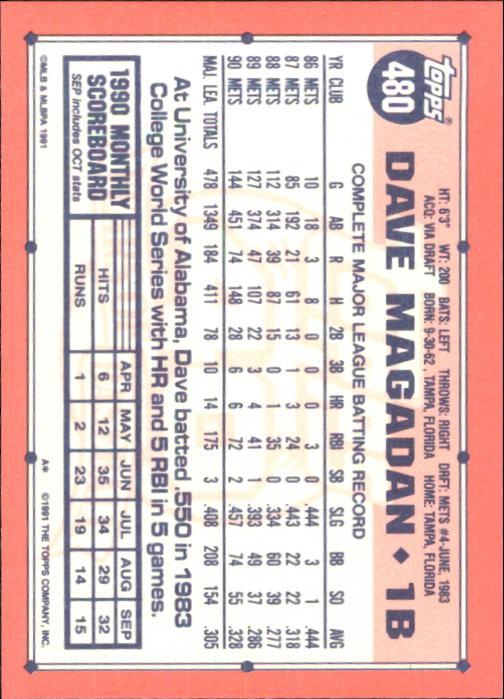 topps®
480
HT: 6'3" WT: 200 BATS: LEFT THROWS: RIGHT DRFT: METS #4-JUNE, 1983
ACQ: VIA DRAFT BORN: 9-30-62, TAMPA, FLORIDA HOME: TAMPA, FLORIDA
DAVE MAGADAN ◆ 1B
COMPLETE MAJOR LEAGUE BATTING RECORD
YR CLUB G AB R H 2B 3B HR RBI SB SLG BB SO AVG
86 METS 10 18 3 8 0 0 0 3 0 .444 3 1 .444
87 METS 85 192 21 61 13 1 3 24 0 .443 22 22 .318
88 METS 112 314 39 87 15 0 1 35 0 .334 60 39 .277
89 METS 127 374 47 107 22 3 4 41 1 .393 49 37 .286
90 METS 144 451 74 148 28 6 6 72 2 .457 74 55 .328
MAJ. LEA. TOTALS 478 1349 184 411 78 10 14 175 3 .408 208 154 .305
At University of Alabama, Dave batted .550 in 1983
College World Series with HR and 5 RBI in 5 games.
1990 MONTHLY
SCOREBOARD
SEP includes OCT stats
APR MAY JUN JUL AUG SEP
HITS 6 12 35 34 29 32
RUNS 1 2 23 19 14 15
©MLB & MLBPA 1991 A* ©1991 THE TOPPS COMPANY, INC.